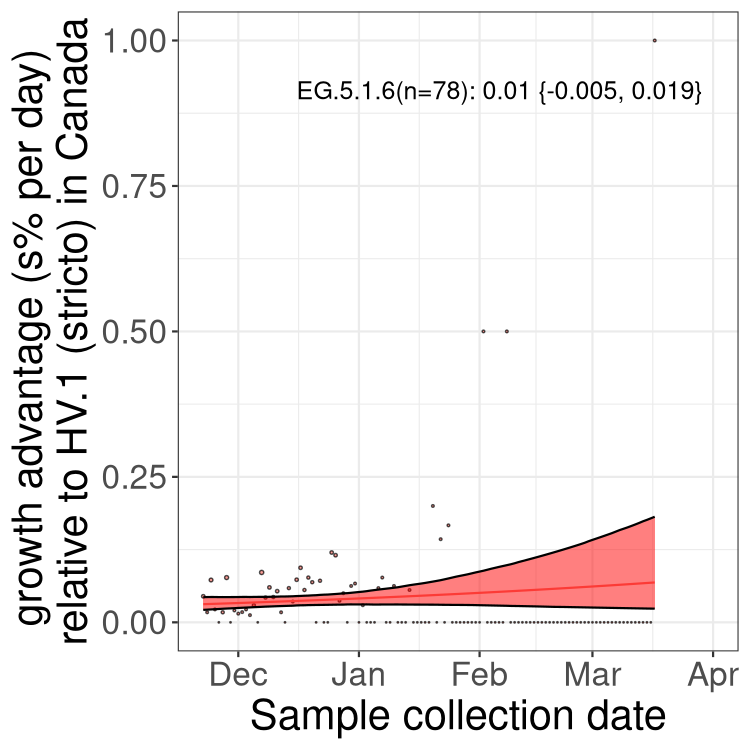 growth advantage (s% per day)
relative to HV.1 (stricto) in Canada
1.00
0.75
0.50
0.25
0.00
EG.5.1.6(n=78): 0.01 {-0.005, 0.019}
Dec Jan Feb Mar Apr
Sample collection date